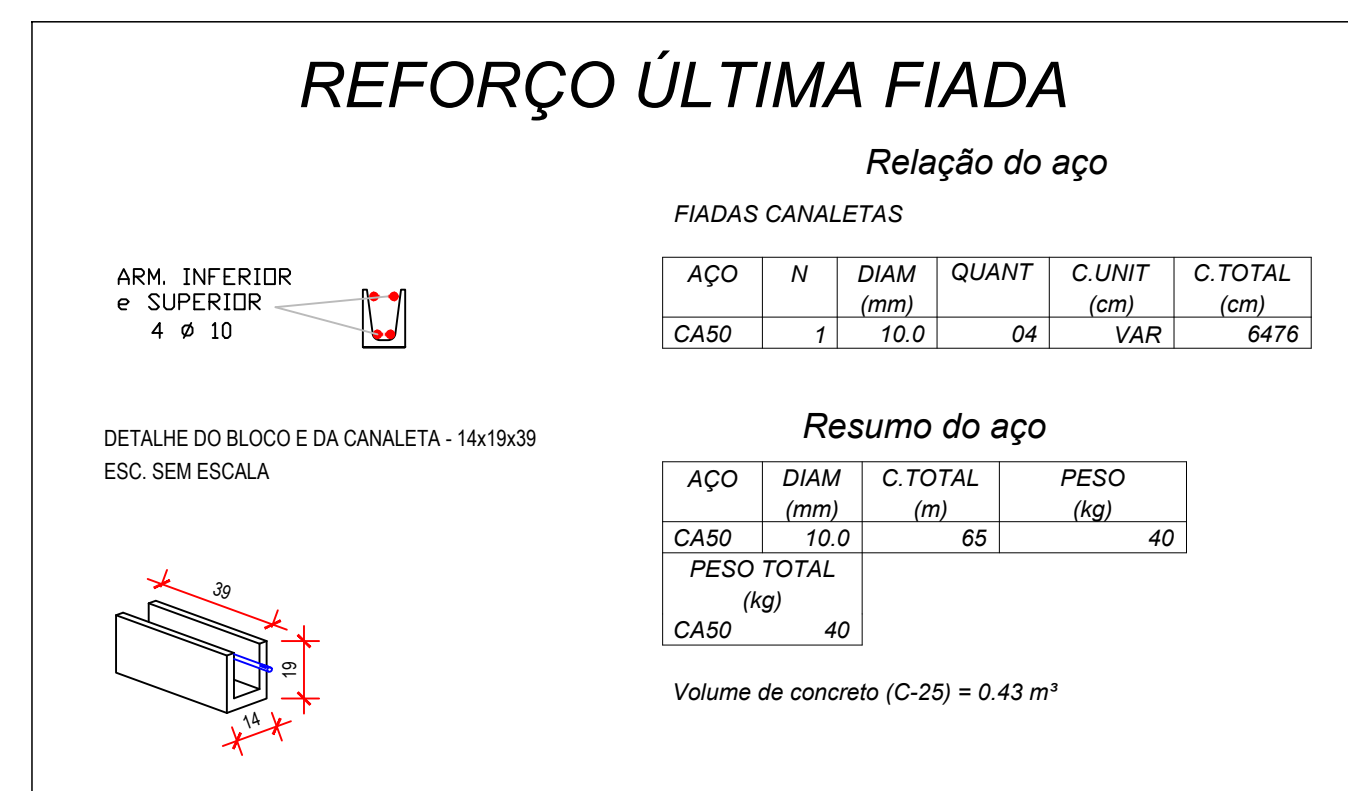 REFORÇO ÚLTIMA FIADA
Relação do aço
FIADAS CANALETAS
AÇO N DIAM QUANT C.UNIT C.TOTAL
(mm) (cm) (cm)
CA50 1 10.0 04 VAR 6476
ARM. INFERIOR
e SUPERIOR
4 ø 10
DETALHE DO BLOCO E DA CANALETA - 14x19x39
ESC. SEM ESCALA
Resumo do aço
AÇO DIAM C.TOTAL PESO
(mm) (m) (kg)
CA50 10.0 65 40
PESO TOTAL
(kg)
CA50 40
39
19
14
Volume de concreto (C-25) = 0.43 m³